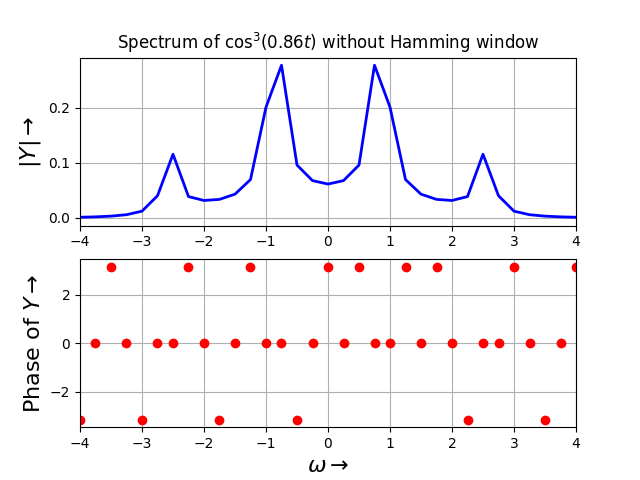 Spectrum of cos³(0.86t) without Hamming window
|Y|→
0.2
0.1
0.0
−4 −3 −2 −1 0 1 2 3 4
Phase of Y→
2
0
−2
−4 −3 −2 −1 0 1 2 3 4
ω→